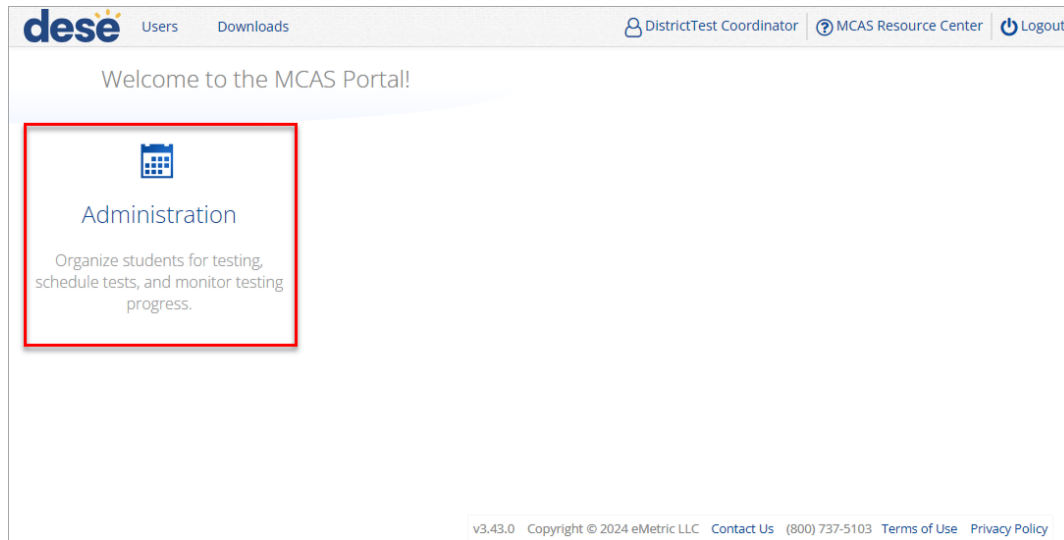 dese Users Downloads DistrictTest Coordinator ? MCAS Resource Center Logout
Welcome to the MCAS Portal!
Administration
Organize students for testing,
schedule tests, and monitor testing
progress.
v3.43.0 Copyright © 2024 eMetric LLC Contact Us (800) 737-5103 Terms of Use Privacy Policy